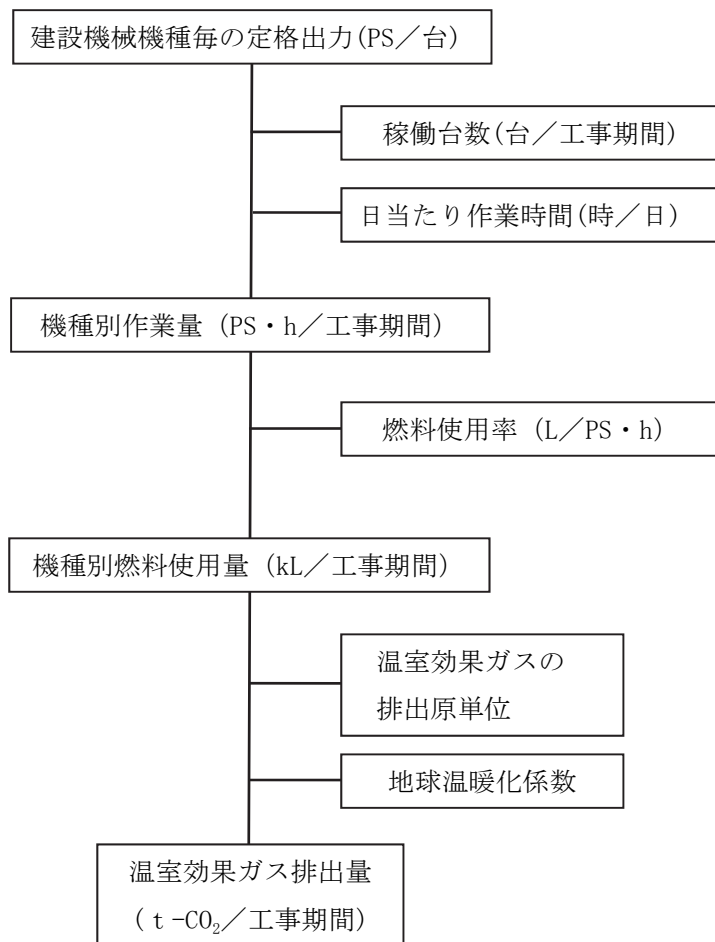 建設機械機種毎の定格出力(PS／台)
稼働台数(台／工事期間)
日当たり作業時間(時／日)
機種別作業量（PS・h／工事期間）
燃料使用率（L／PS・h）
機種別燃料使用量（kL／工事期間）
温室効果ガスの
排出原単位
地球温暖化係数
温室効果ガス排出量
（ｔ-CO₂／工事期間）